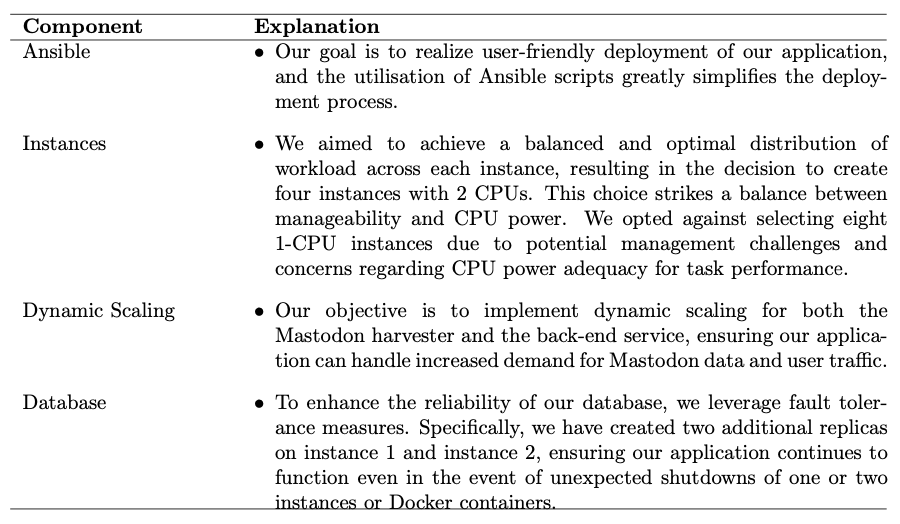 Component Explanation
Ansible • Our goal is to realize user-friendly deployment of our application,
and the utilisation of Ansible scripts greatly simplifies the deploy-
ment process.
Instances • We aimed to achieve a balanced and optimal distribution of
workload across each instance, resulting in the decision to create
four instances with 2 CPUs. This choice strikes a balance between
manageability and CPU power. We opted against selecting eight
1-CPU instances due to potential management challenges and
concerns regarding CPU power adequacy for task performance.
Dynamic Scaling • Our objective is to implement dynamic scaling for both the
Mastodon harvester and the back-end service, ensuring our applica-
tion can handle increased demand for Mastodon data and user traffic.
Database • To enhance the reliability of our database, we leverage fault toler-
ance measures. Specifically, we have created two additional replicas
on instance 1 and instance 2, ensuring our application continues to
function even in the event of unexpected shutdowns of one or two
instances or Docker containers.